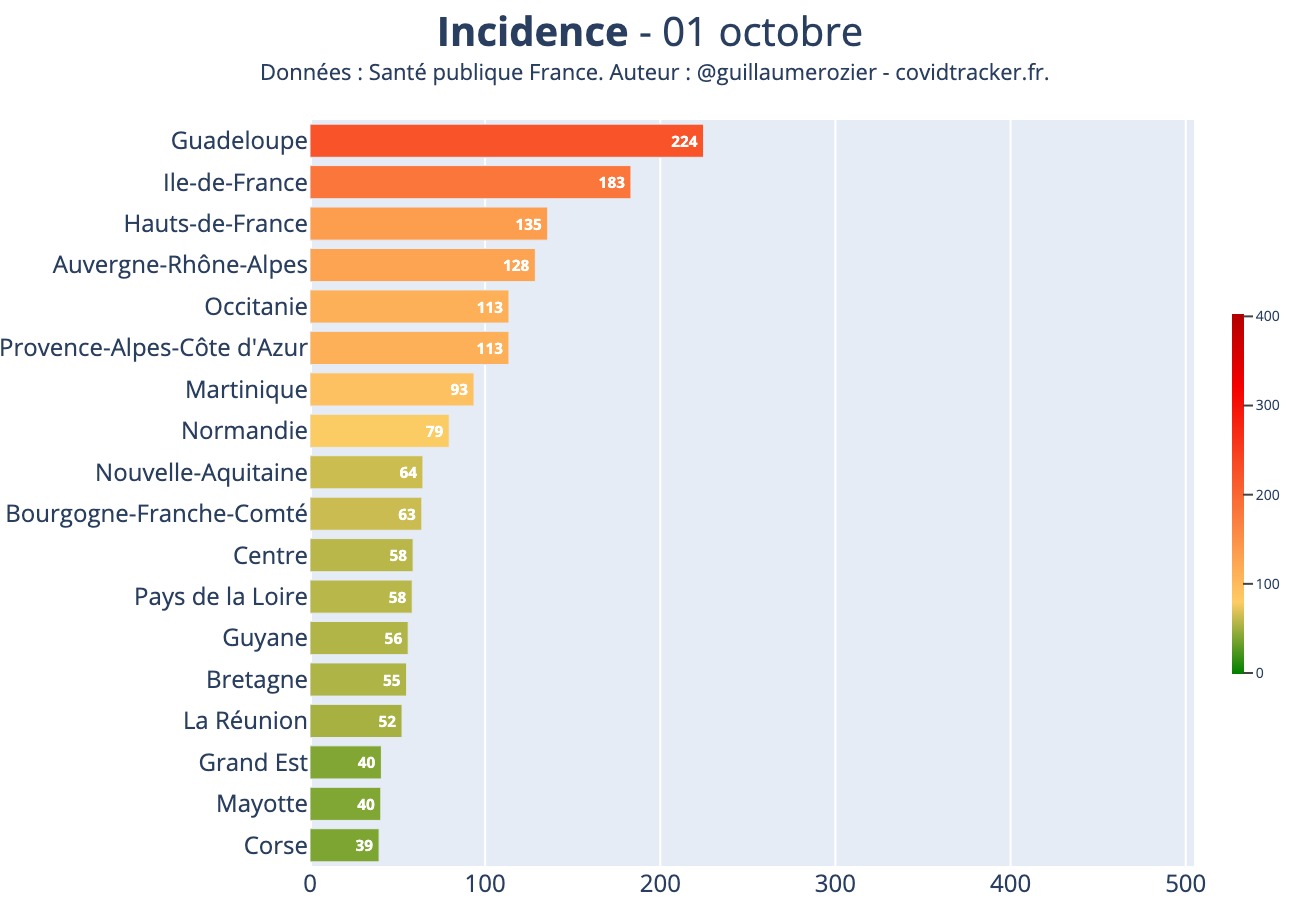 Incidence - 01 octobre
Données : Santé publique France. Auteur : @guillaumerozier - covidtracker.fr.
Guadeloupe 224
Ile-de-France 183
Hauts-de-France 135
Auvergne-Rhône-Alpes 128
Occitanie 113
Provence-Alpes-Côte d'Azur 113
Martinique 93
Normandie 79
Nouvelle-Aquitaine 64
Bourgogne-Franche-Comté 63
Centre 58
Pays de la Loire 58
Guyane 56
Bretagne 55
La Réunion 52
Grand Est 40
Mayotte 40
Corse 39
0 100 200 300 400 500
400
300
200
100
0